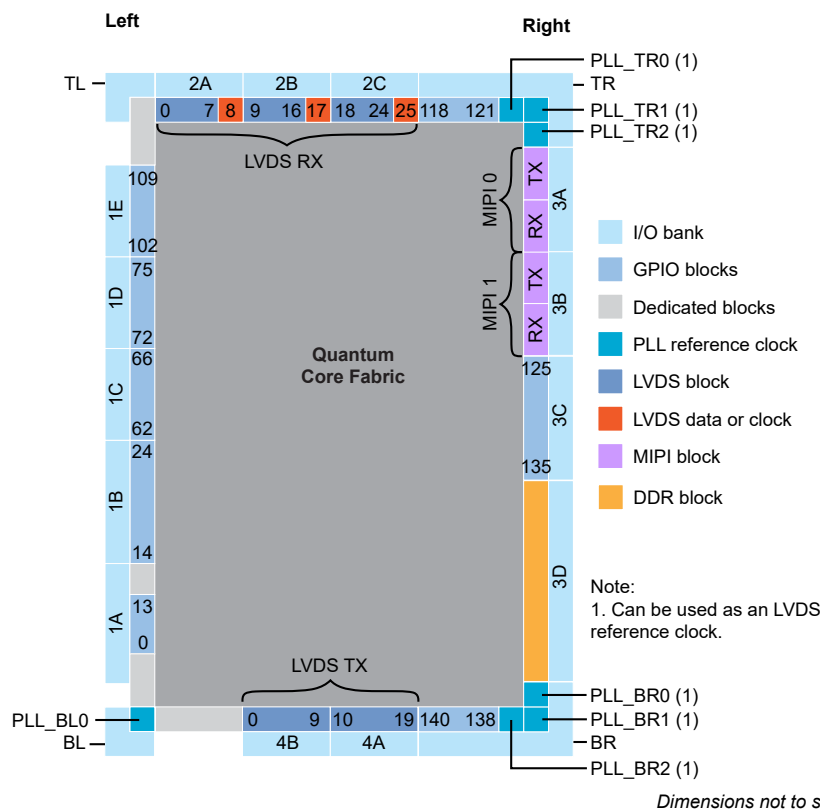 Left
Right
PLL_TR0 (1)
TL
2A
2B
2C
TR
0
7
8
9
16
17
18
24
25
118
121
PLL_TR1 (1)
PLL_TR2 (1)
LVDS RX
109
1E
102
MIPI 0
TX
RX
3A
75
1D
72
MIPI 1
TX
RX
3B
I/O bank
GPIO blocks
Dedicated blocks
PLL reference clock
LVDS block
LVDS data or clock
MIPI block
DDR block
Quantum
Core Fabric
66
1C
62
125
3C
135
24
1B
14
3D
13
1A
0
Note:
1. Can be used as an LVDS
reference clock.
LVDS TX
PLL_BR0 (1)
PLL_BL0
0
9
10
19
140
138
PLL_BR1 (1)
BL
4B
4A
BR
PLL_BR2 (1)
Dimensions not to s